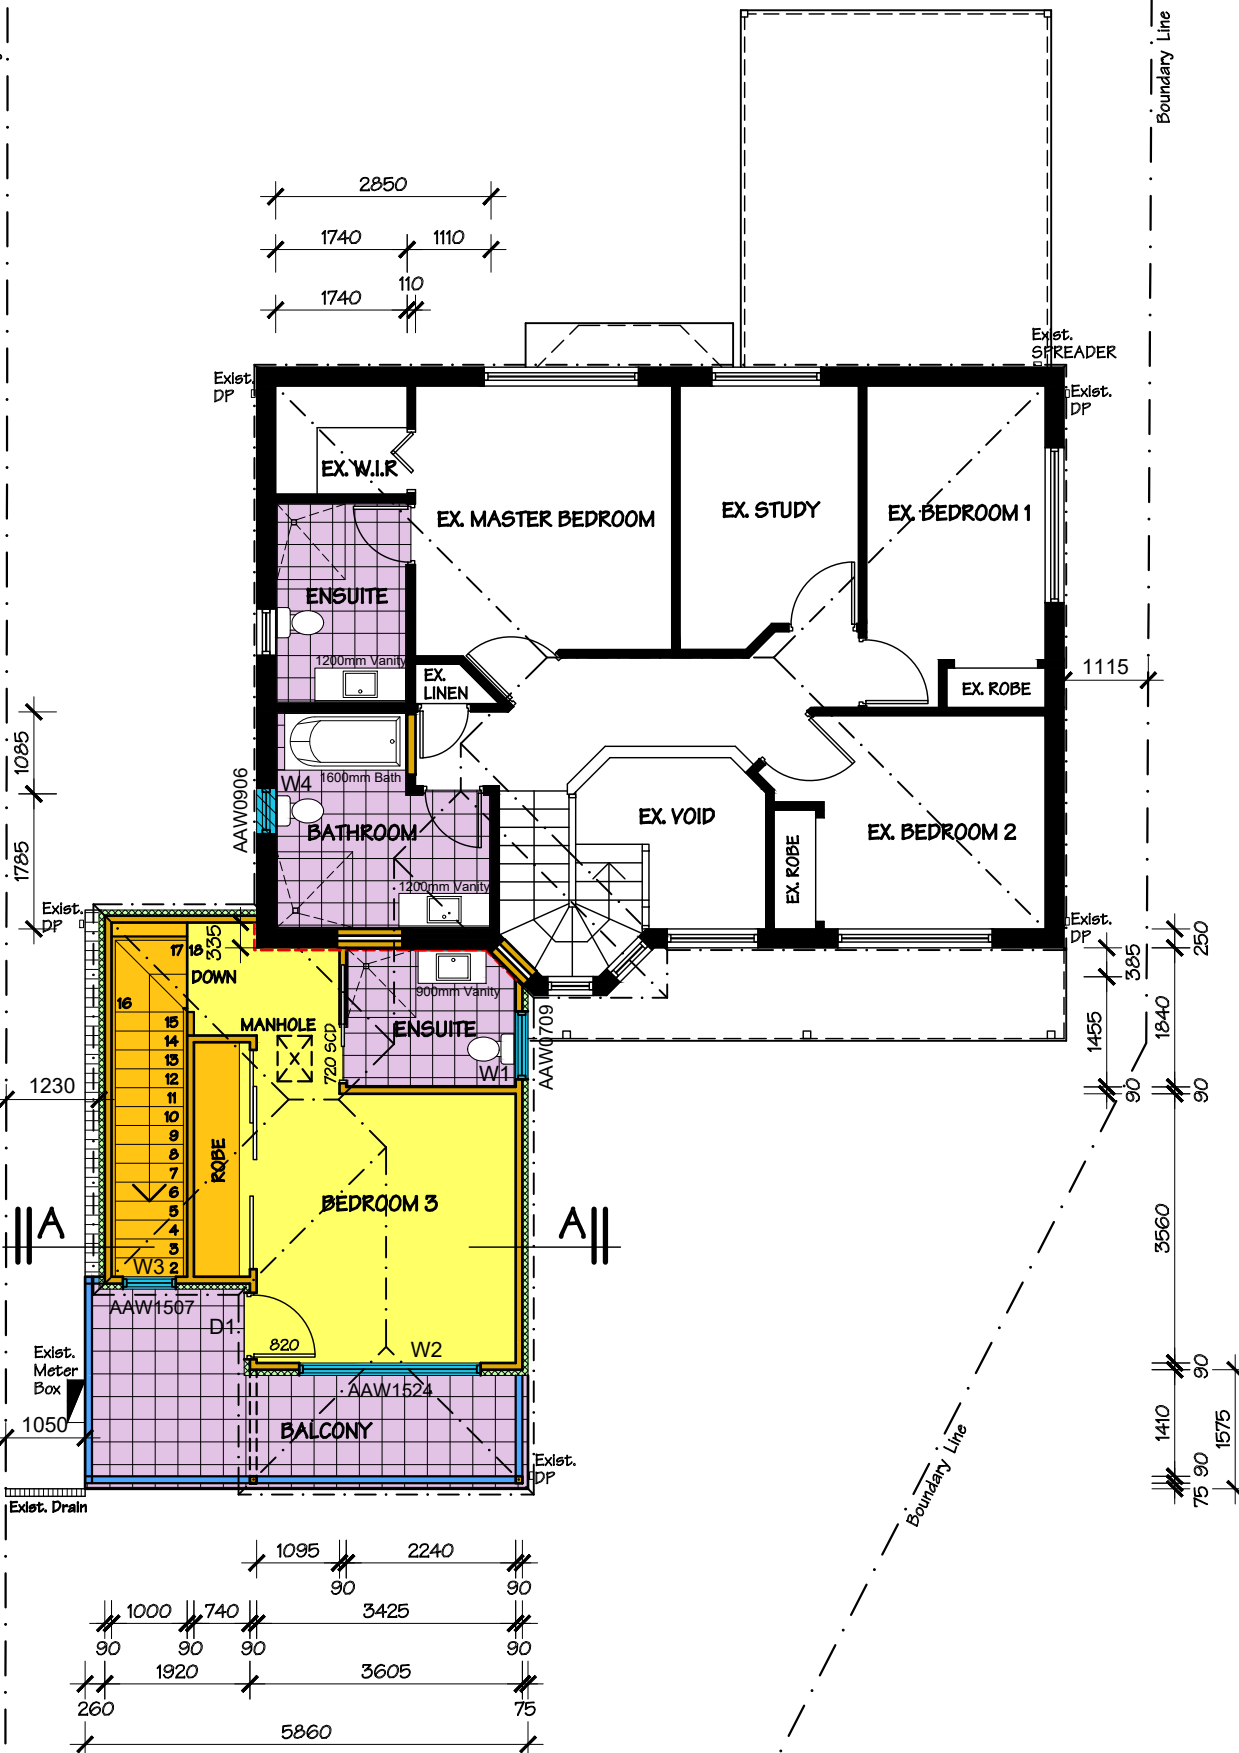 Boundary Line
2850
1740
1110
110
1740
Exist.
SPREADER
Exist.
DP
Exist.
DP
EX. W.I.R
EX. MASTER BEDROOM
EX. STUDY
EX. BEDROOM 1
ENSUITE
1200mm Vanity
EX.
LINEN
EX. ROBE
1115
1085
1785
AAW0906
W4
1600mm Bath
BATHROOM
1200mm Vanity
EX. VOID
EX. ROBE
EX. BEDROOM 2
Exist.
DP
Exist.
DP
335
17
18
DOWN
16
15
14
13
12
11
10
9
8
7
6
5
4
3
2
MANHOLE
X
720 SCD
900mm Vanity
ENSUITE
W1
AAW0709
385
250
1455
1840
90
90
1230
ROBE
BEDROOM 3
A
A
3560
W3
AAW1507
D1
820
W2
AAW1524
Exist.
Meter
Box
1050
BALCONY
Exist.
DP
Exist. Drain
Boundary Line
90
1410
1575
90
75
1095
2240
90
90
1000
740
3425
90
90
90
90
1920
3605
260
75
5860